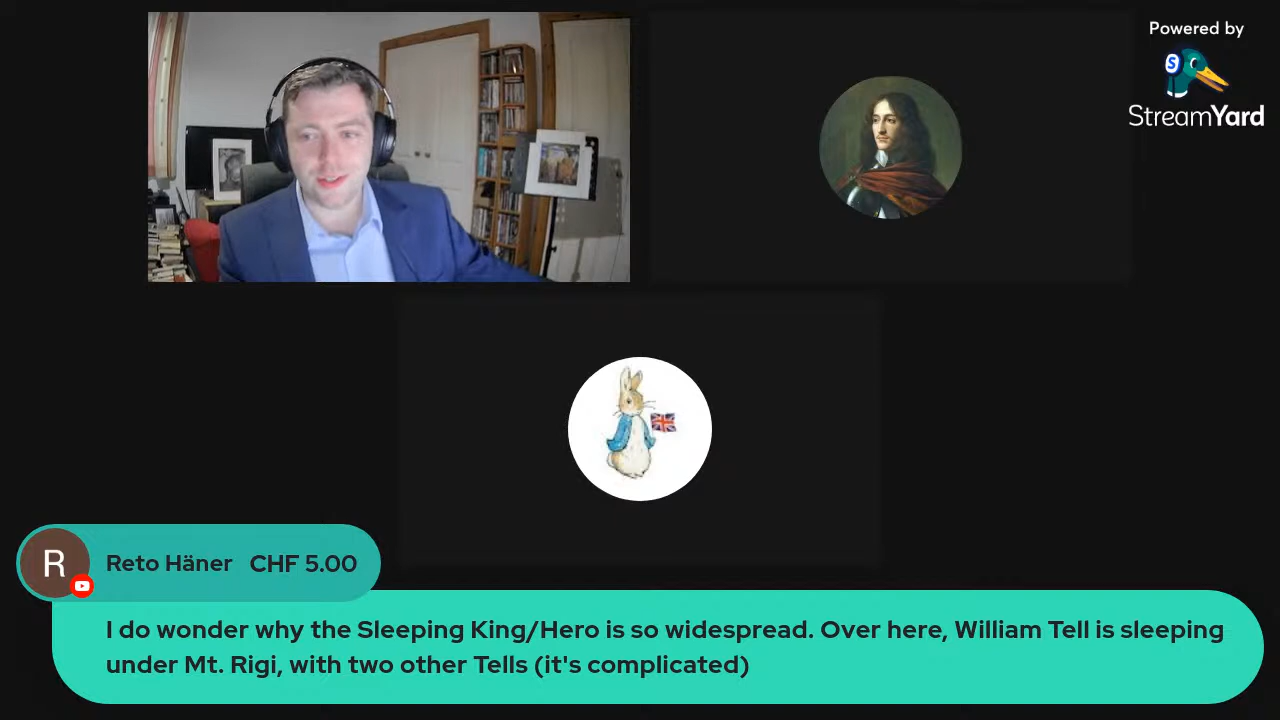 Powered by
S
StreamYard
R
Reto Häner CHF 5.00
I do wonder why the Sleeping King/Hero is so widespread. Over here, William Tell is sleeping
under Mt. Rigi, with two other Tells (it's complicated)